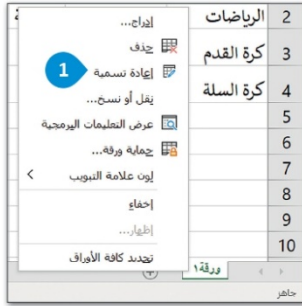 الرياضات 2
كرة القدم 3
كرة السلة 4
5
6
7
8
9
10
إدراج...
حذف
1 إعادة تسمية
نقل أو نسخ...
عرض التعليمات البرمجية
حماية ورقة...
لون علامة التبويب
إخفاء
إظهار...
تحديد كافة الأوراق
ورقة١
جاهز